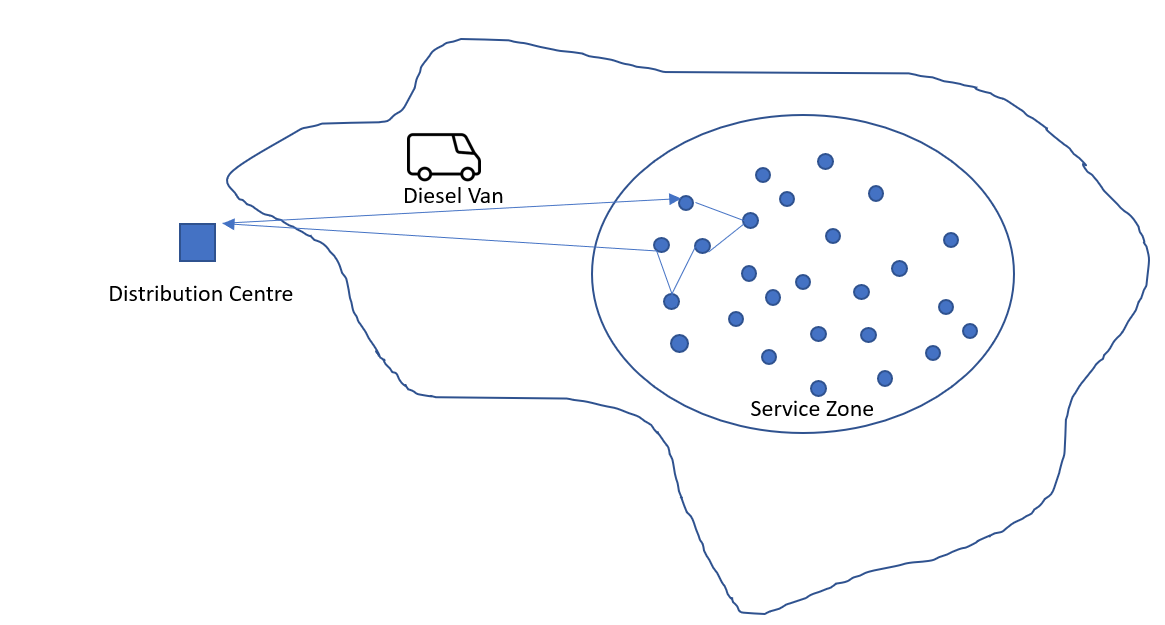 Diesel Van
Distribution Centre
Service Zone